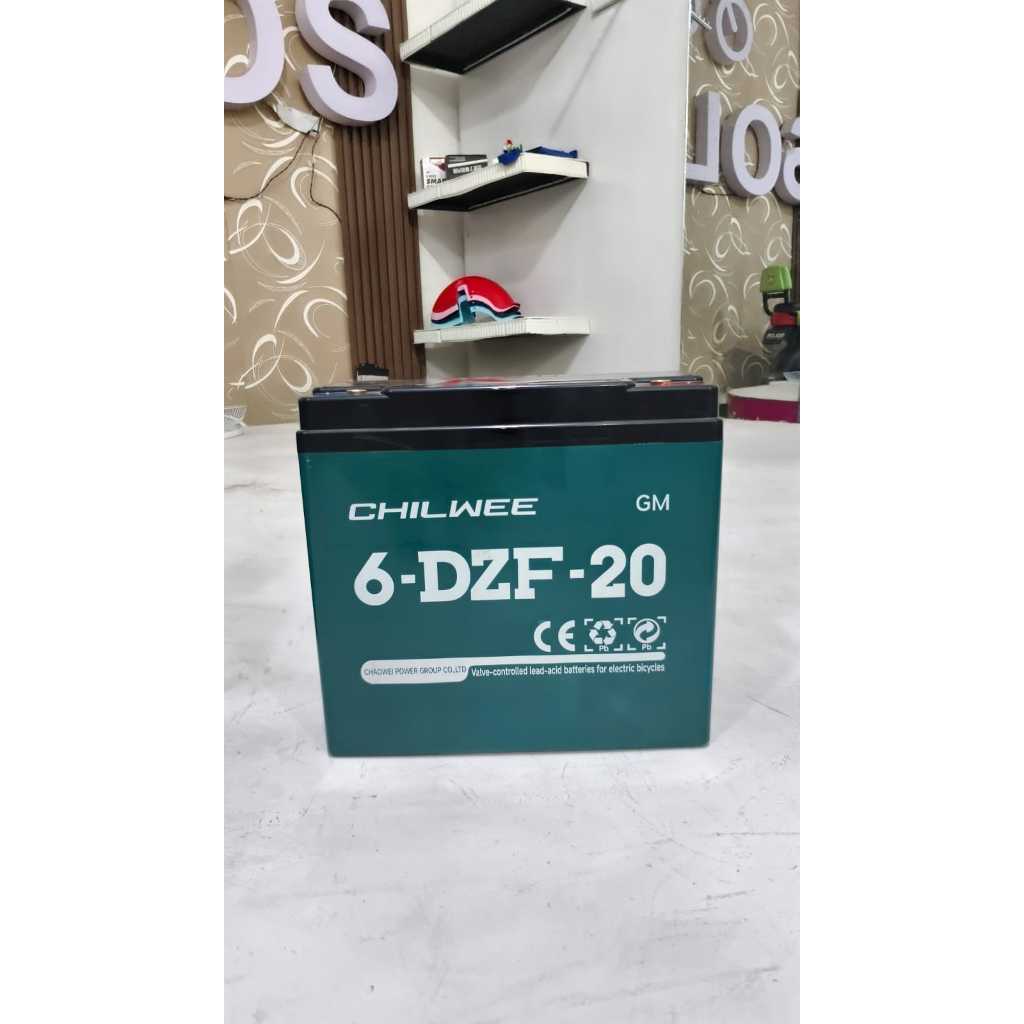 SOL
CHILWEE
GM
6-DZF-20
CE
Pb
Pb
CHAOWEI POWER GROUP CO.,LTD
Valve-controlled lead-acid batteries for electric bicycles